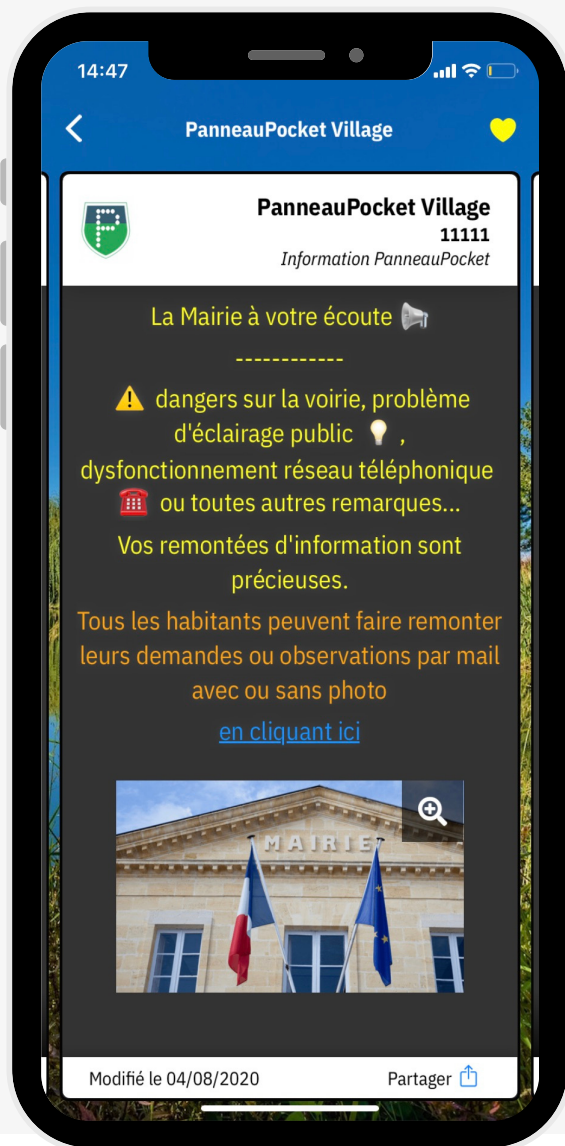 14:47
PanneauPocket Village
P
PanneauPocket Village
11111
Information PanneauPocket
La Mairie à votre écoute 📢
------------
⚠️ dangers sur la voirie, problème
d'éclairage public 💡 ,
dysfonctionnement réseau téléphonique
☎️ ou toutes autres remarques...
Vos remontées d'information sont
précieuses.
Tous les habitants peuvent faire remonter
leurs demandes ou observations par mail
avec ou sans photo
en cliquant ici
MAIRIE
Modifié le 04/08/2020
Partager